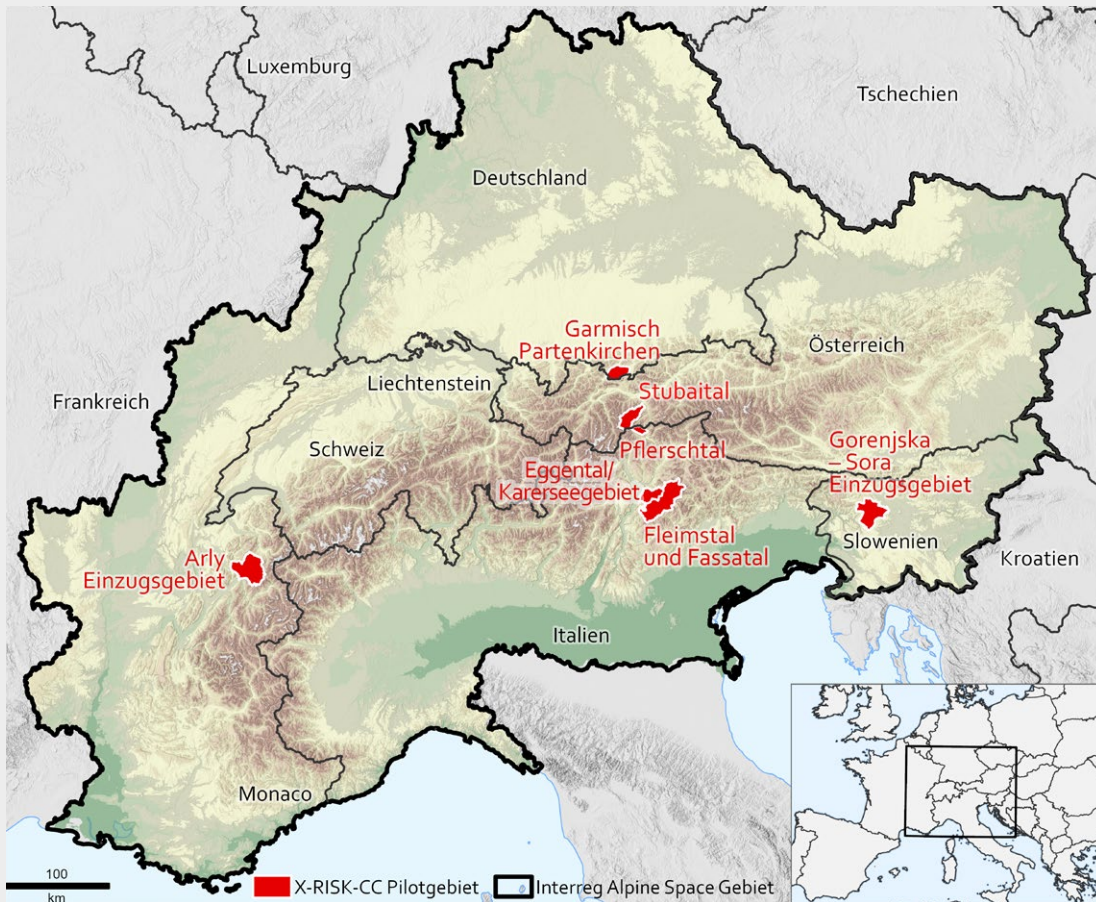 Luxemburg
Tschechien
Deutschland
Garmisch
Partenkirchen
Österreich
Liechtenstein
Stubaital
Frankreich
Schweiz
Pflerschtal
Gorenjska
– Sora
Einzugsgebiet
Eggental/
Karerseegebiet
Fleimstal
und Fassatal
Slowenien
Kroatien
Arly
Einzugsgebiet
Italien
Monaco
100
km
X-RISK-CC Pilotgebiet
Interreg Alpine Space Gebiet